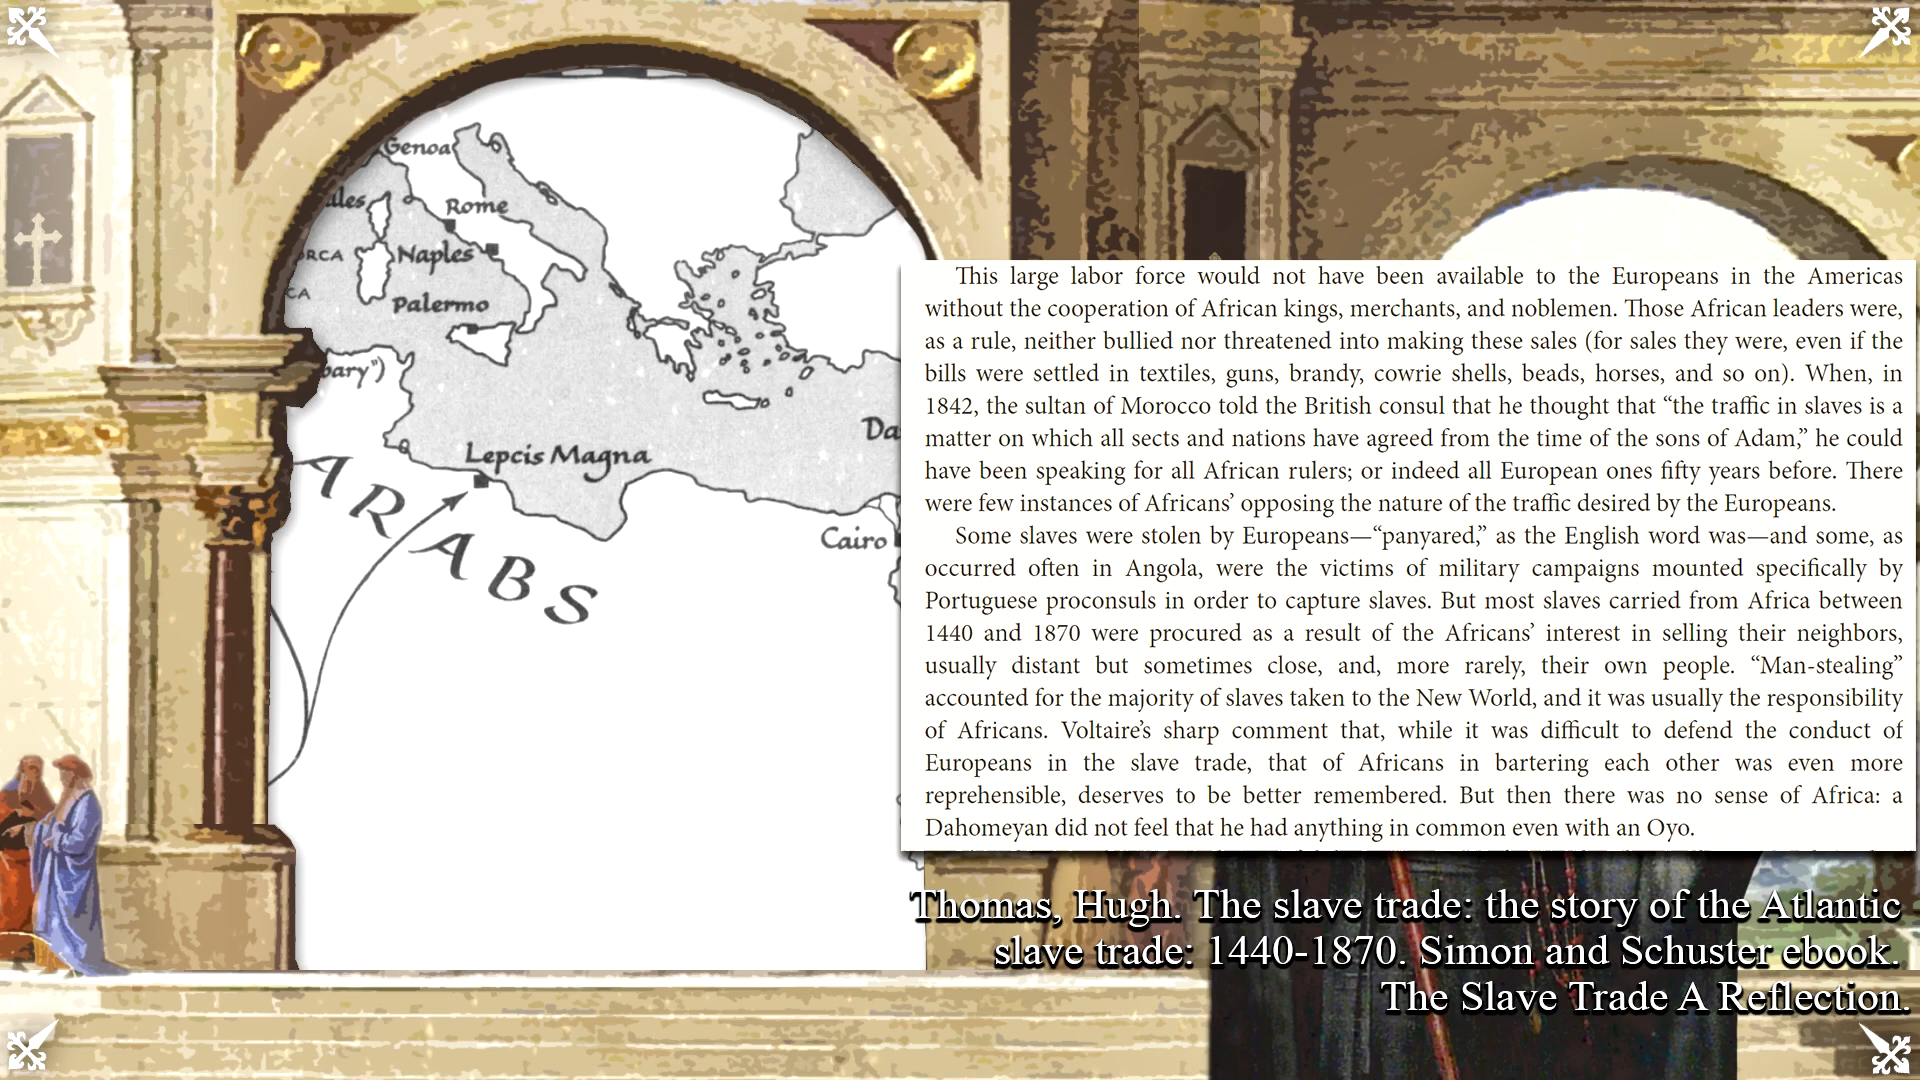 Genoa
Rome
Naples
Palermo
Lepcis Magna
ARABS
Cairo
This large labor force would not have been available to the Europeans in the Americas
without the cooperation of African kings, merchants, and noblemen. Those African leaders were,
as a rule, neither bullied nor threatened into making these sales (for sales they were, even if the
bills were settled in textiles, guns, brandy, cowrie shells, beads, horses, and so on). When, in
1842, the sultan of Morocco told the British consul that he thought that “the traffic in slaves is a
matter on which all sects and nations have agreed from the time of the sons of Adam,” he could
have been speaking for all African rulers; or indeed all European ones fifty years before. There
were few instances of Africans’ opposing the nature of the traffic desired by the Europeans.
Some slaves were stolen by Europeans—“panyared,” as the English word was—and some, as
occurred often in Angola, were the victims of military campaigns mounted specifically by
Portuguese proconsuls in order to capture slaves. But most slaves carried from Africa between
1440 and 1870 were procured as a result of the Africans’ interest in selling their neighbors,
usually distant but sometimes close, and, more rarely, their own people. “Man-stealing”
accounted for the majority of slaves taken to the New World, and it was usually the responsibility
of Africans. Voltaire’s sharp comment that, while it was difficult to defend the conduct of
Europeans in the slave trade, that of Africans in bartering each other was even more
reprehensible, deserves to be better remembered. But then there was no sense of Africa: a
Dahomeyan did not feel that he had anything in common even with an Oyo.
Thomas, Hugh. The slave trade: the story of the Atlantic
slave trade: 1440-1870. Simon and Schuster ebook.
The Slave Trade A Reflection.